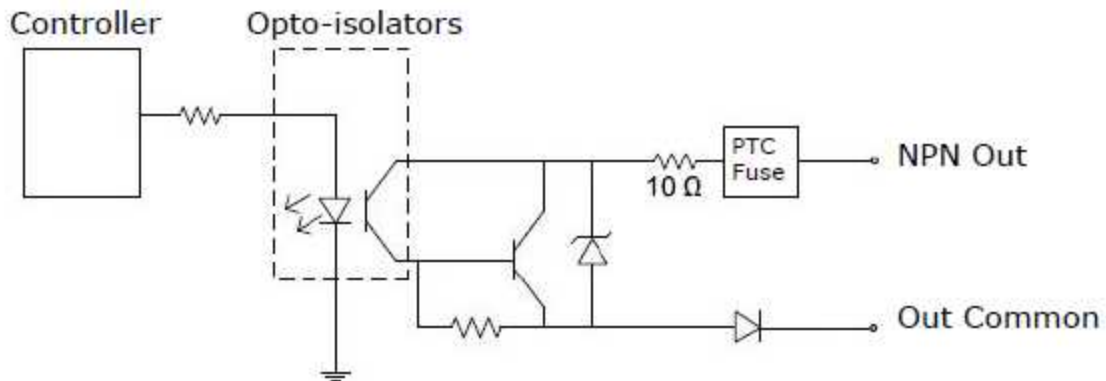 Controller
Opto-isolators
PTC
Fuse
NPN Out
10 Ω
Out Common